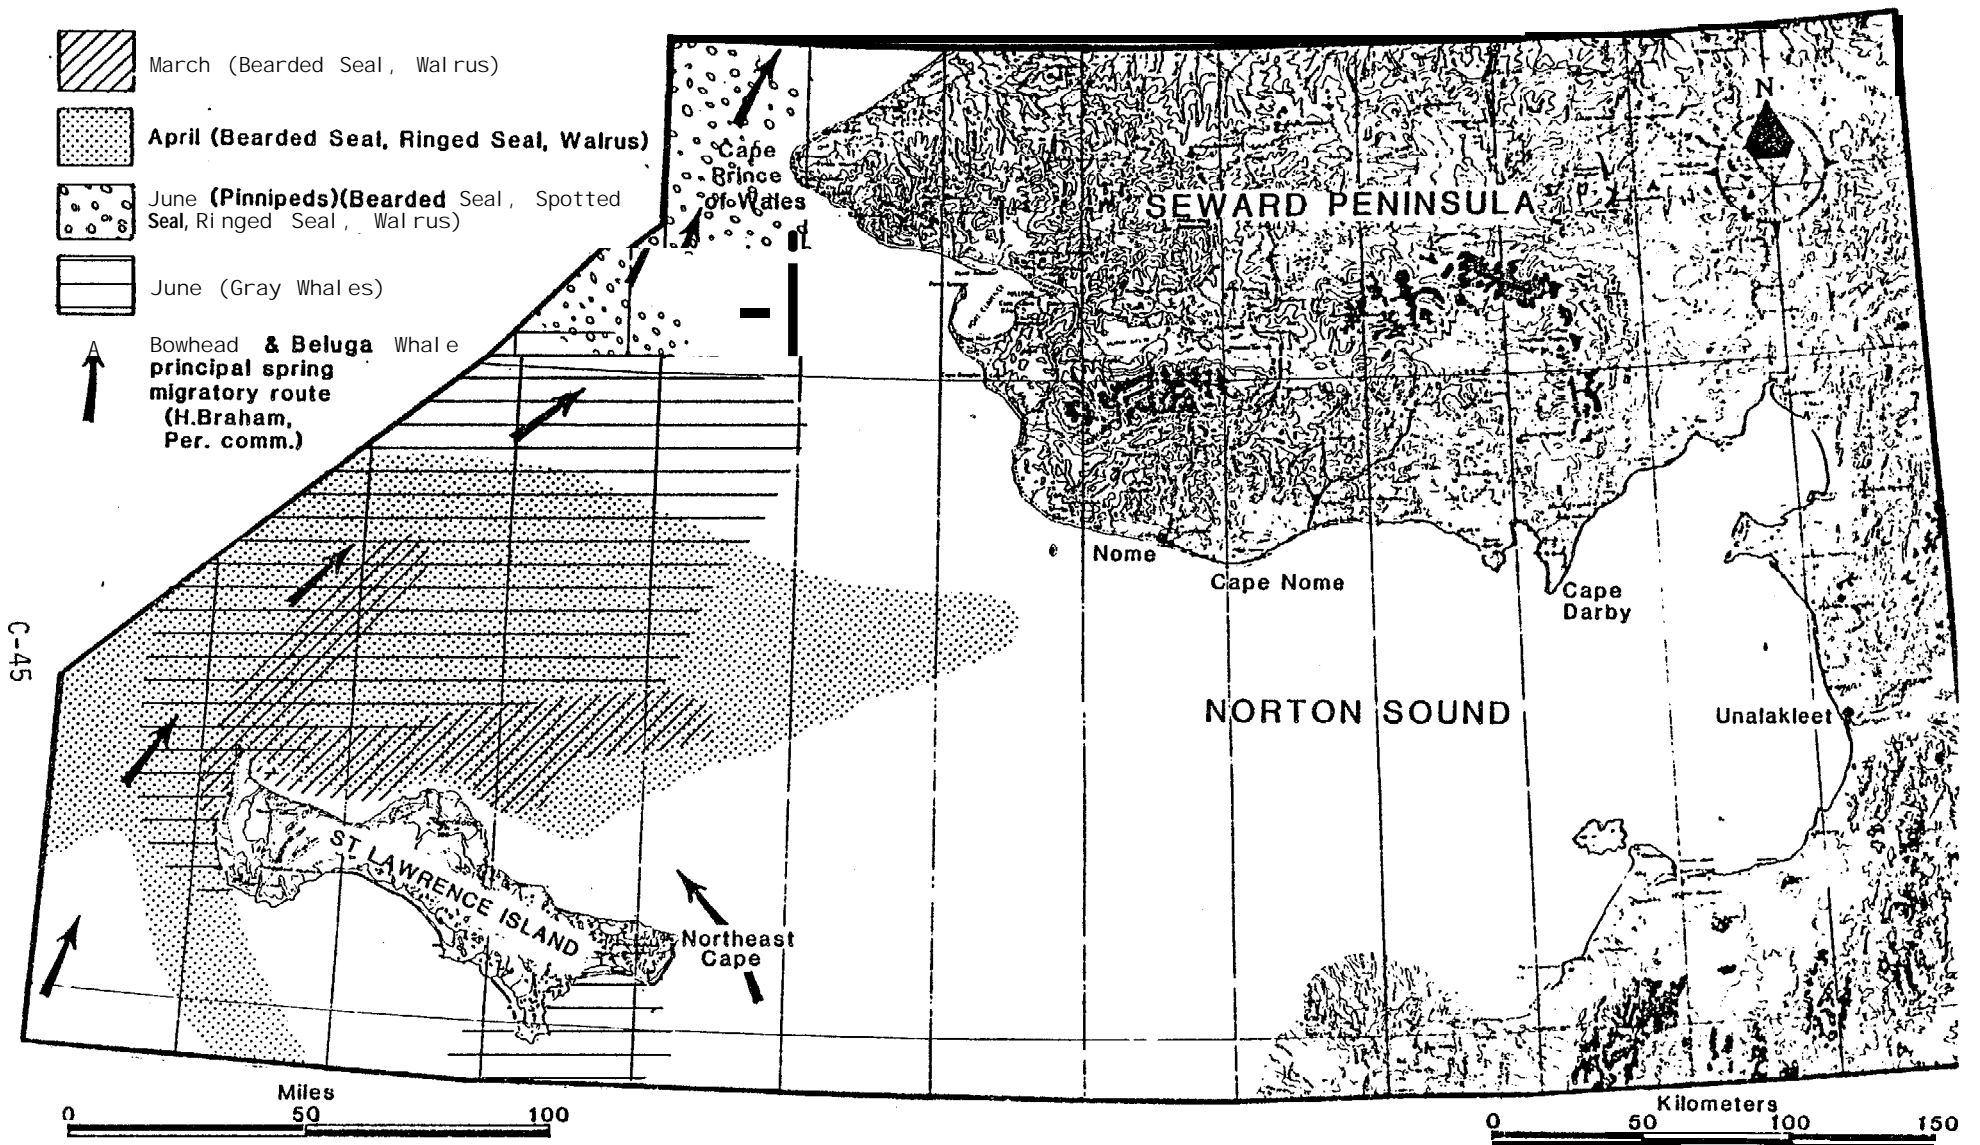 March (Bearded Seal, Walrus)
April (Bearded Seal, Ringed Seal, Walrus)
June (Pinnipeds)(Bearded Seal, Spotted
Seal, Ringed Seal, Walrus)
June (Gray Whales)
Bowhead & Beluga Whale
principal spring
migratory route
(H.Braham,
Per. comm.)
Cape
Prince
of Wales
N
SEWARD PENINSULA
Nome
Cape Nome
Cape
Darby
NORTON SOUND
Unalakleet
ST LAWRENCE ISLAND
Northeast
Cape
C-45
Miles
0 50 100
Kilometers
0 50 100 150